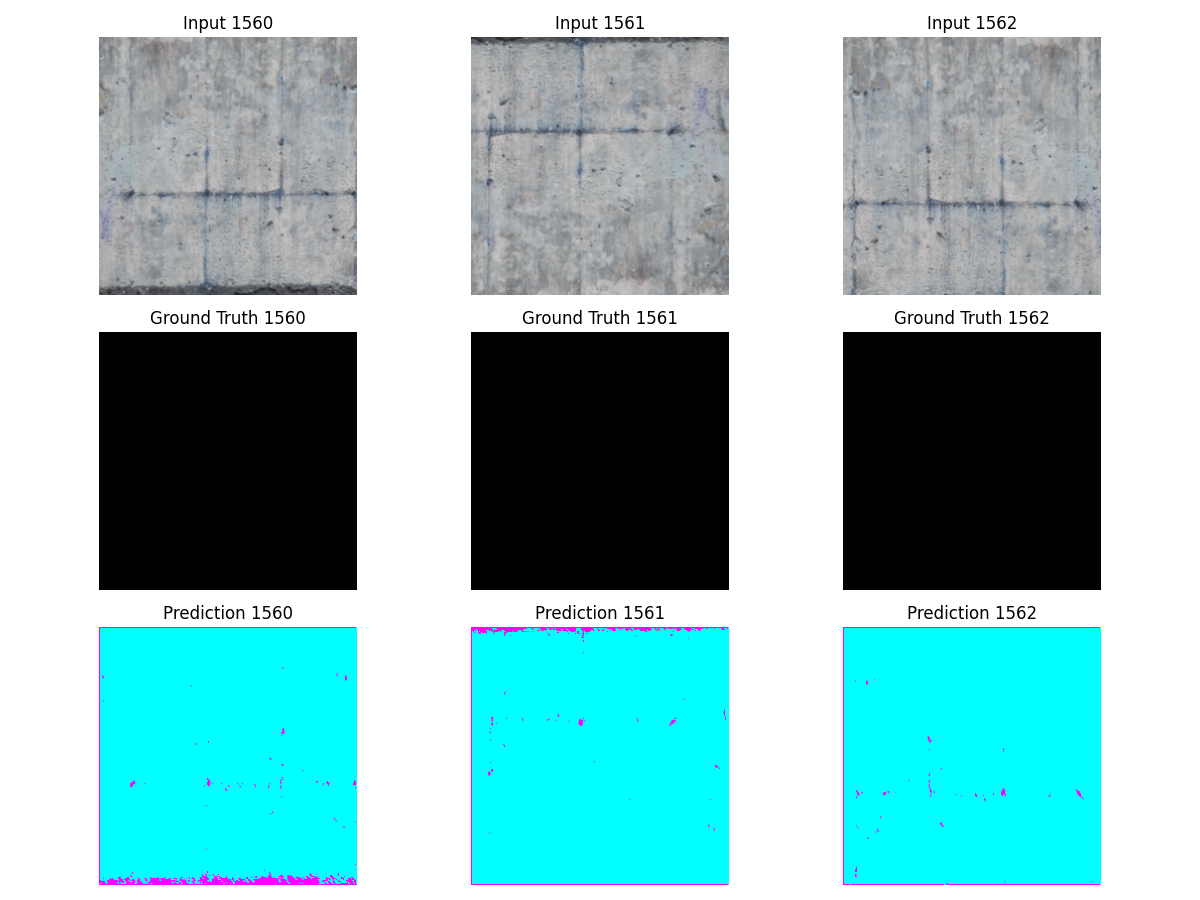 Input 1560
Input 1561
Input 1562
Ground Truth 1560
Ground Truth 1561
Ground Truth 1562
Prediction 1560
Prediction 1561
Prediction 1562